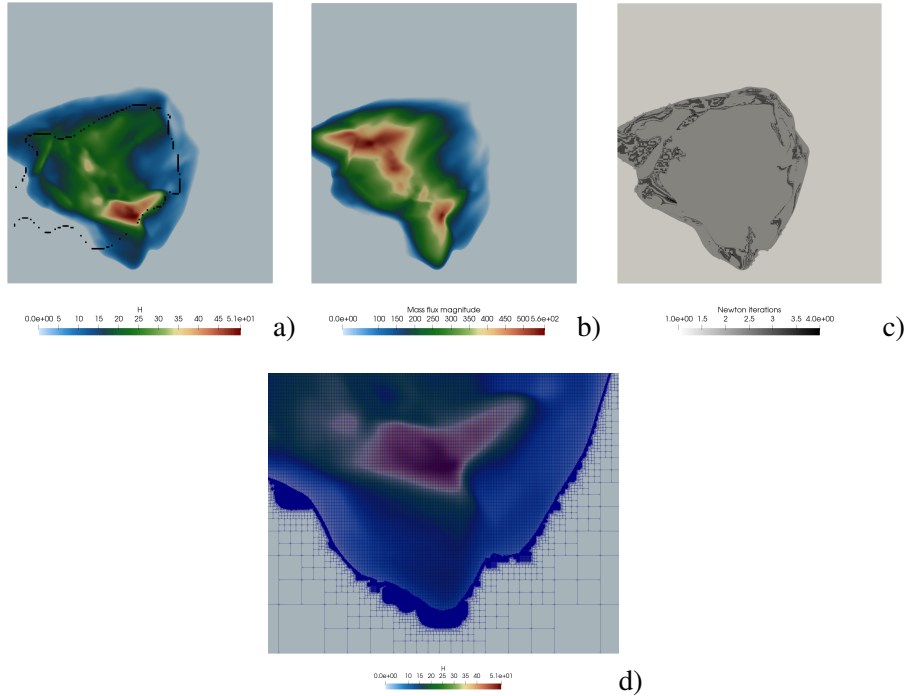 H
0.0e+00 5 10 15 20 25 30 35 40 45 5.1e+01
a)
Mass flux magnitude
0.0e+00 100 150 200 250 300 350 400 450 500 5.6e+02
b)
Newton iterations
1.0e+00 2 2.5 3 3.5 4.0e+00
c)
H
0.0e+00 10 15 20 25 30 35 40 5.1e+01
d)